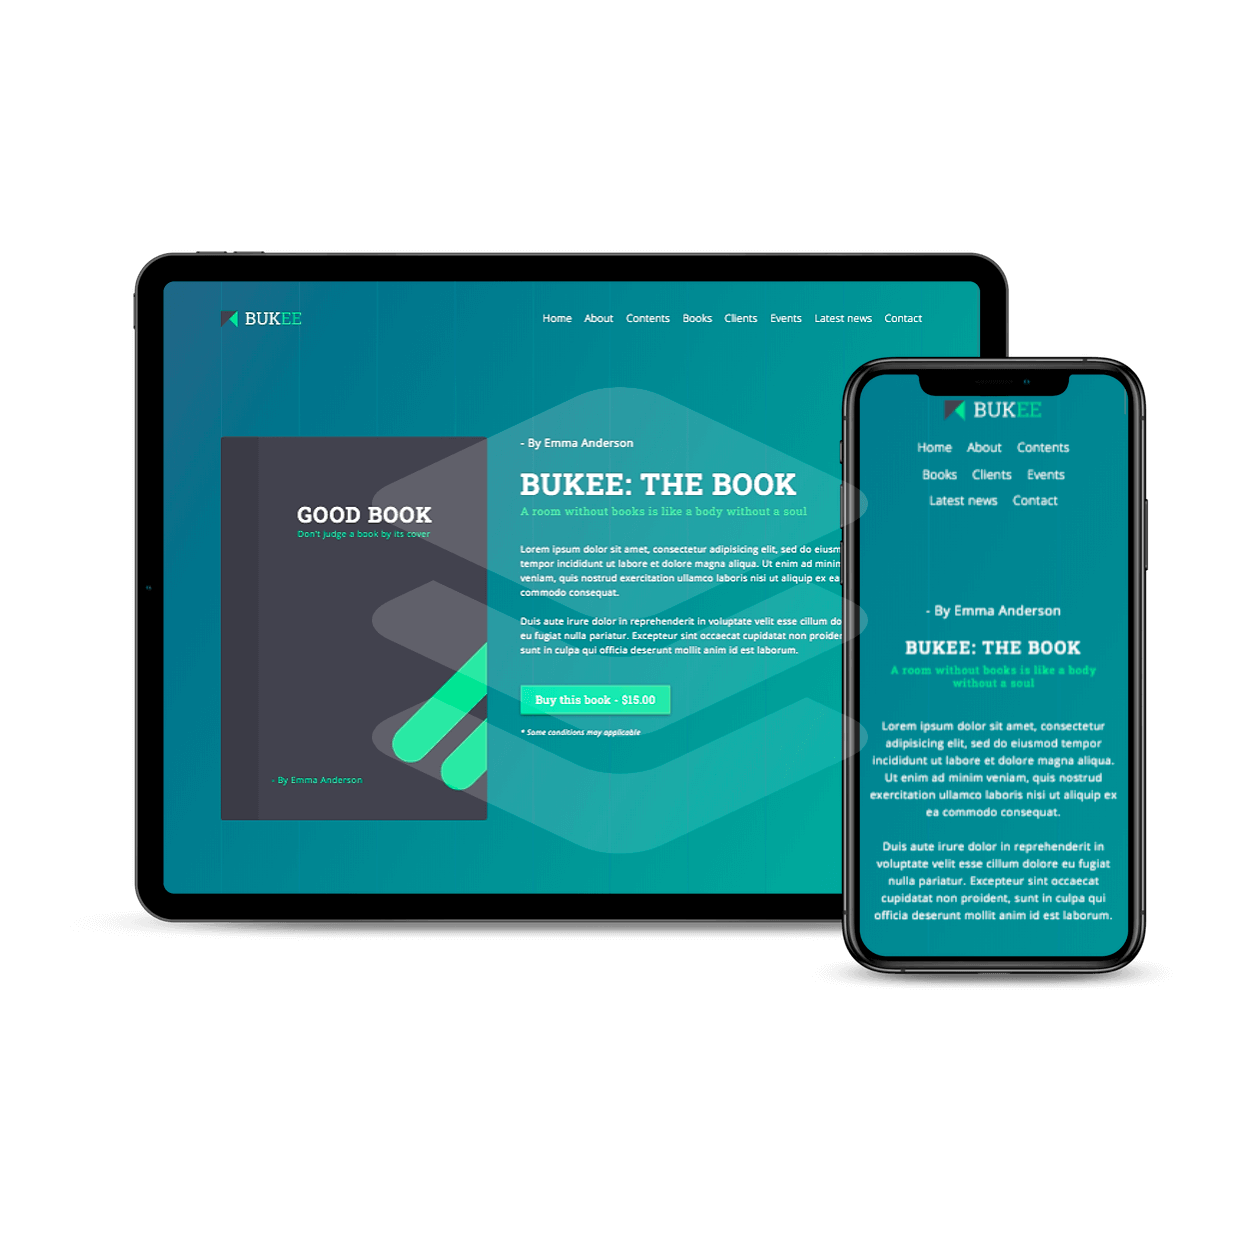 BUKEE
Home About Contents Books Clients Events Latest news Contact
GOOD BOOK
Don't judge a book by its cover
- By Emma Anderson
- By Emma Anderson
BUKEE: THE BOOK
A room without books is like a body without a soul
Lorem ipsum dolor sit amet, consectetur adipisicing elit, sed do eiusm
tempor incididunt ut labore et dolore magna aliqua. Ut enim ad minim
veniam, quis nostrud exercitation ullamco laboris nisi ut aliquip ex ea
commodo consequat.
Duis aute irure dolor in reprehenderit in voluptate velit esse cillum do
eu fugiat nulla pariatur. Excepteur sint occaecat cupidatat non proiden
sunt in culpa qui officia deserunt mollit anim id est laborum.
Buy this book - $15.00
* Some conditions may applicable
BUKEE
Home About Contents
Books Clients Events
Latest news Contact
- By Emma Anderson
BUKEE: THE BOOK
A room without books is like a body
without a soul
Lorem ipsum dolor sit amet, consectetur
adipisicing elit, sed do eiusmod tempor
incididunt ut labore et dolore magna aliqua.
Ut enim ad minim veniam, quis nostrud
exercitation ullamco laboris nisi ut aliquip ex
ea commodo consequat.
Duis aute irure dolor in reprehenderit in
voluptate velit esse cillum dolore eu fugiat
nulla pariatur. Excepteur sint occaecat
cupidatat non proident, sunt in culpa qui
officia deserunt mollit anim id est laborum.